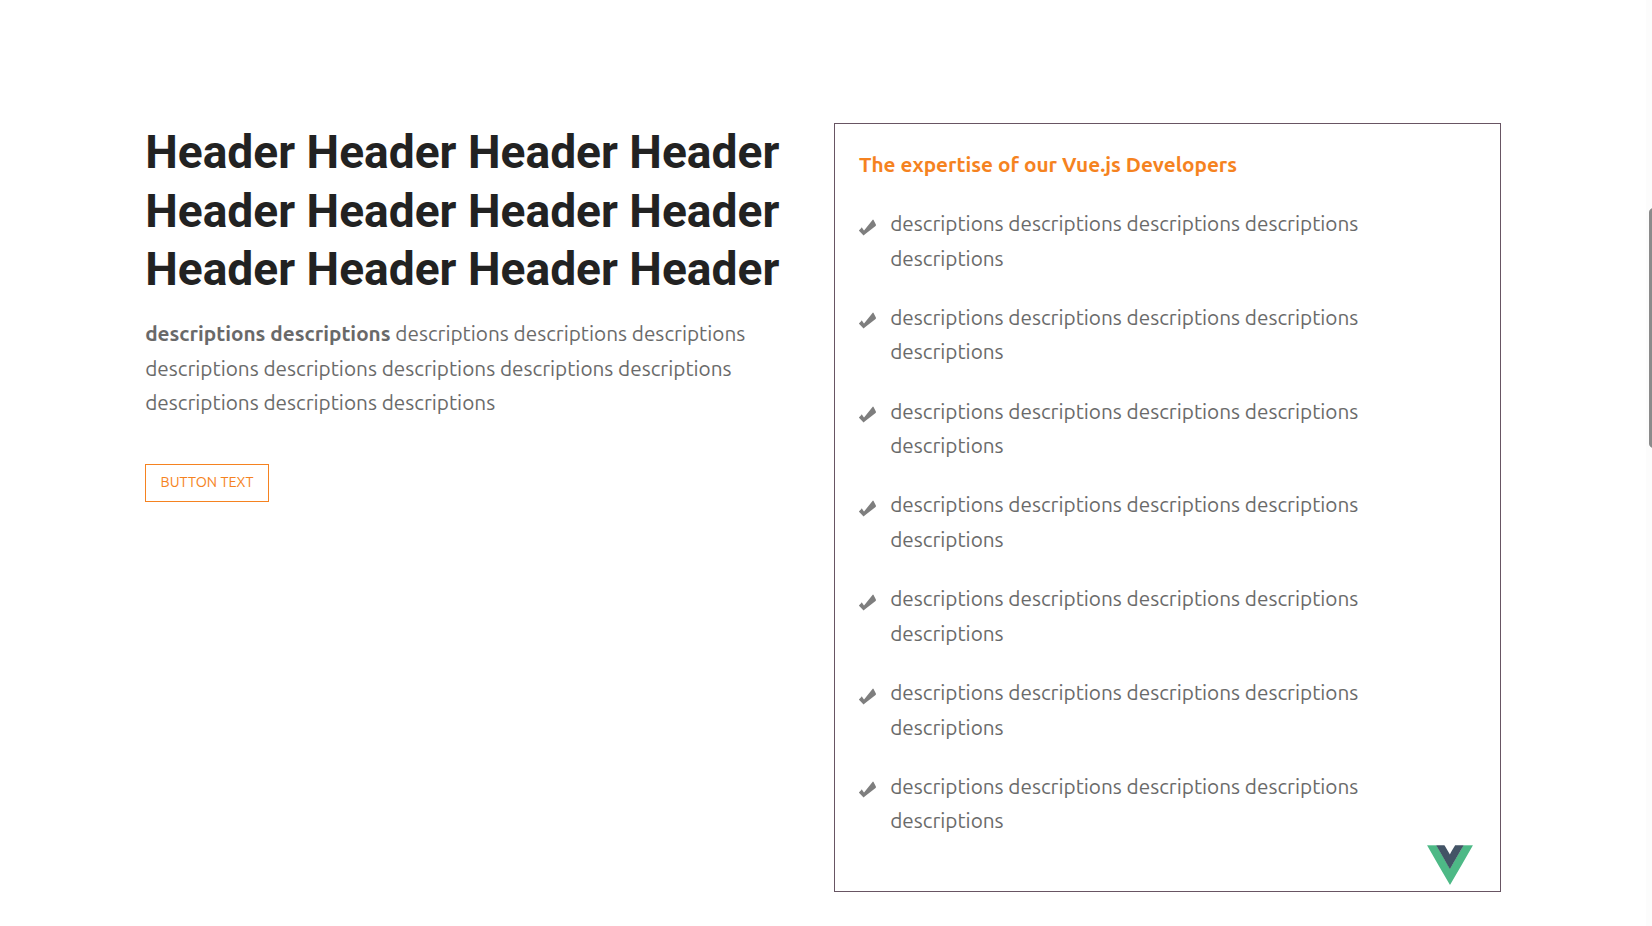 Header Header Header Header
Header Header Header Header
Header Header Header Header
descriptions descriptions descriptions descriptions descriptions
descriptions descriptions descriptions descriptions descriptions
descriptions descriptions descriptions
BUTTON TEXT
The expertise of our Vue.js Developers
descriptions descriptions descriptions descriptions
descriptions
descriptions descriptions descriptions descriptions
descriptions
descriptions descriptions descriptions descriptions
descriptions
descriptions descriptions descriptions descriptions
descriptions
descriptions descriptions descriptions descriptions
descriptions
descriptions descriptions descriptions descriptions
descriptions
descriptions descriptions descriptions descriptions
descriptions